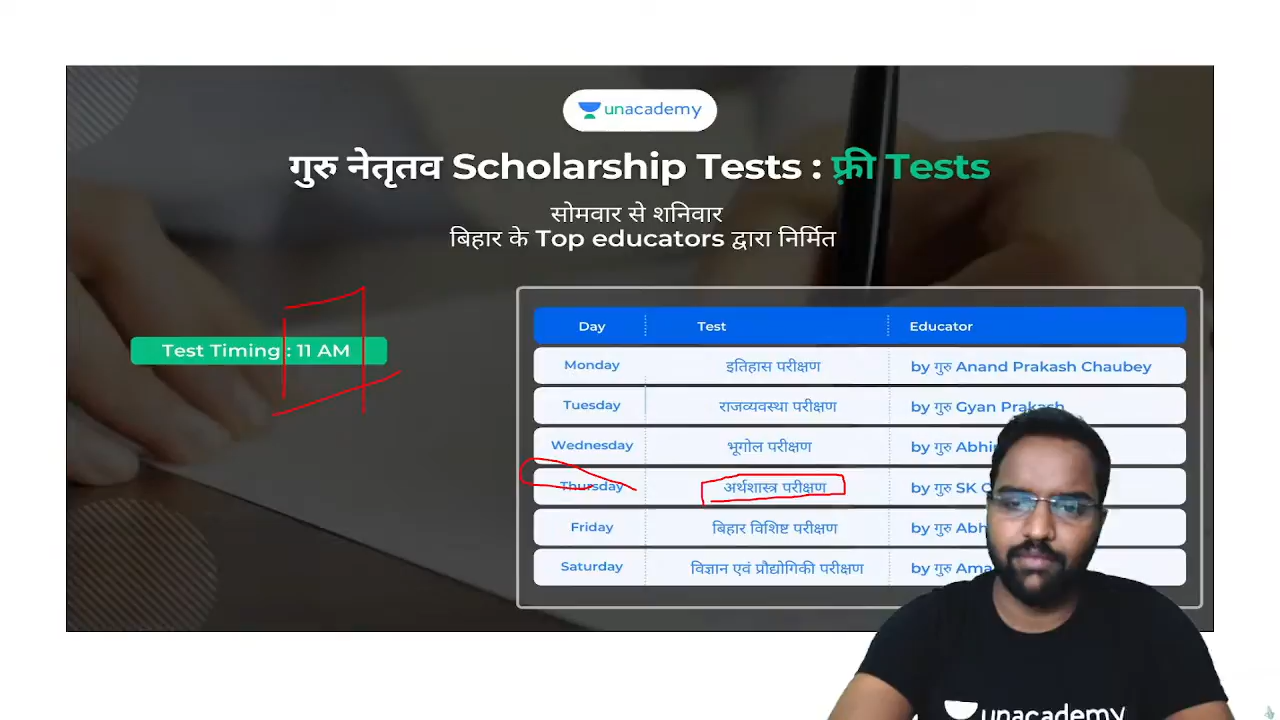 unacademy
गुरु नेतृतव Scholarship Tests : फ़्री Tests
सोमवार से शनिवार
बिहार के Top educators द्वारा निर्मित
Test Timing : 11 AM
Day Test Educator
Monday इतिहास परीक्षण by गुरु Anand Prakash Chaubey
Tuesday राजव्यवस्था परीक्षण by गुरु Gyan Prakash
Wednesday भूगोल परीक्षण by गुरु
Thursday अर्थशास्त्र परीक्षण by गुरु SK
Friday बिहार विशिष्ट परीक्षण by गुरु
Saturday विज्ञान एवं प्रौद्योगिकी परीक्षण by गुरु
unacademy